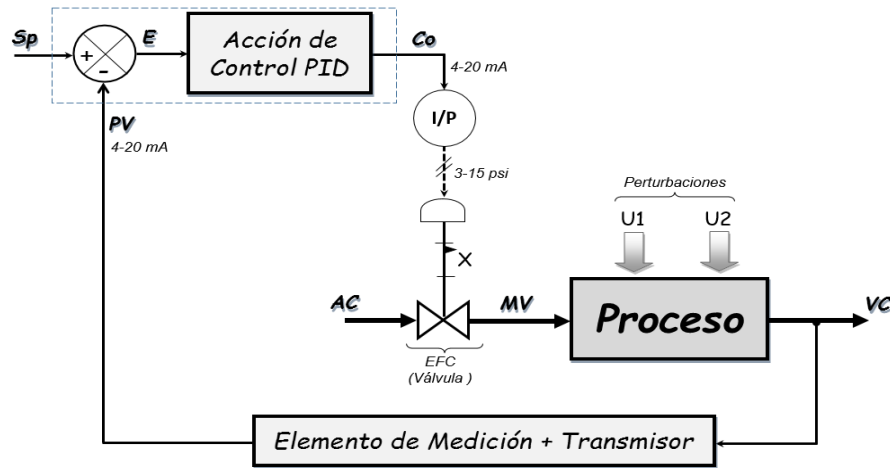 Sp
+
-
E
Acción de
Control PID
Co
4-20 mA
I/P
PV
4-20 mA
3-15 psi
Perturbaciones
U1
U2
X
AC
MV
Proceso
VC
EFC
(Válvula )
Elemento de Medición + Transmisor